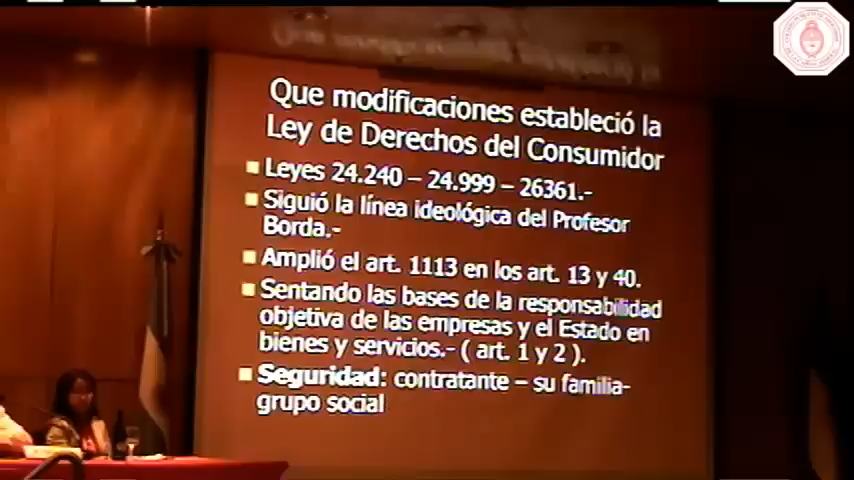 Que modificaciones estableció la
Ley de Derechos del Consumidor
Leyes 24.240 – 24.999 – 26361.-
Siguió la línea ideológica del Profesor
Borda.-
Amplió el art. 1113 en los art. 13 y 40.
Sentando las bases de la responsabilidad
objetiva de las empresas y el Estado en
bienes y servicios.- ( art. 1 y 2 ).
Seguridad: contratante – su familia-
grupo social